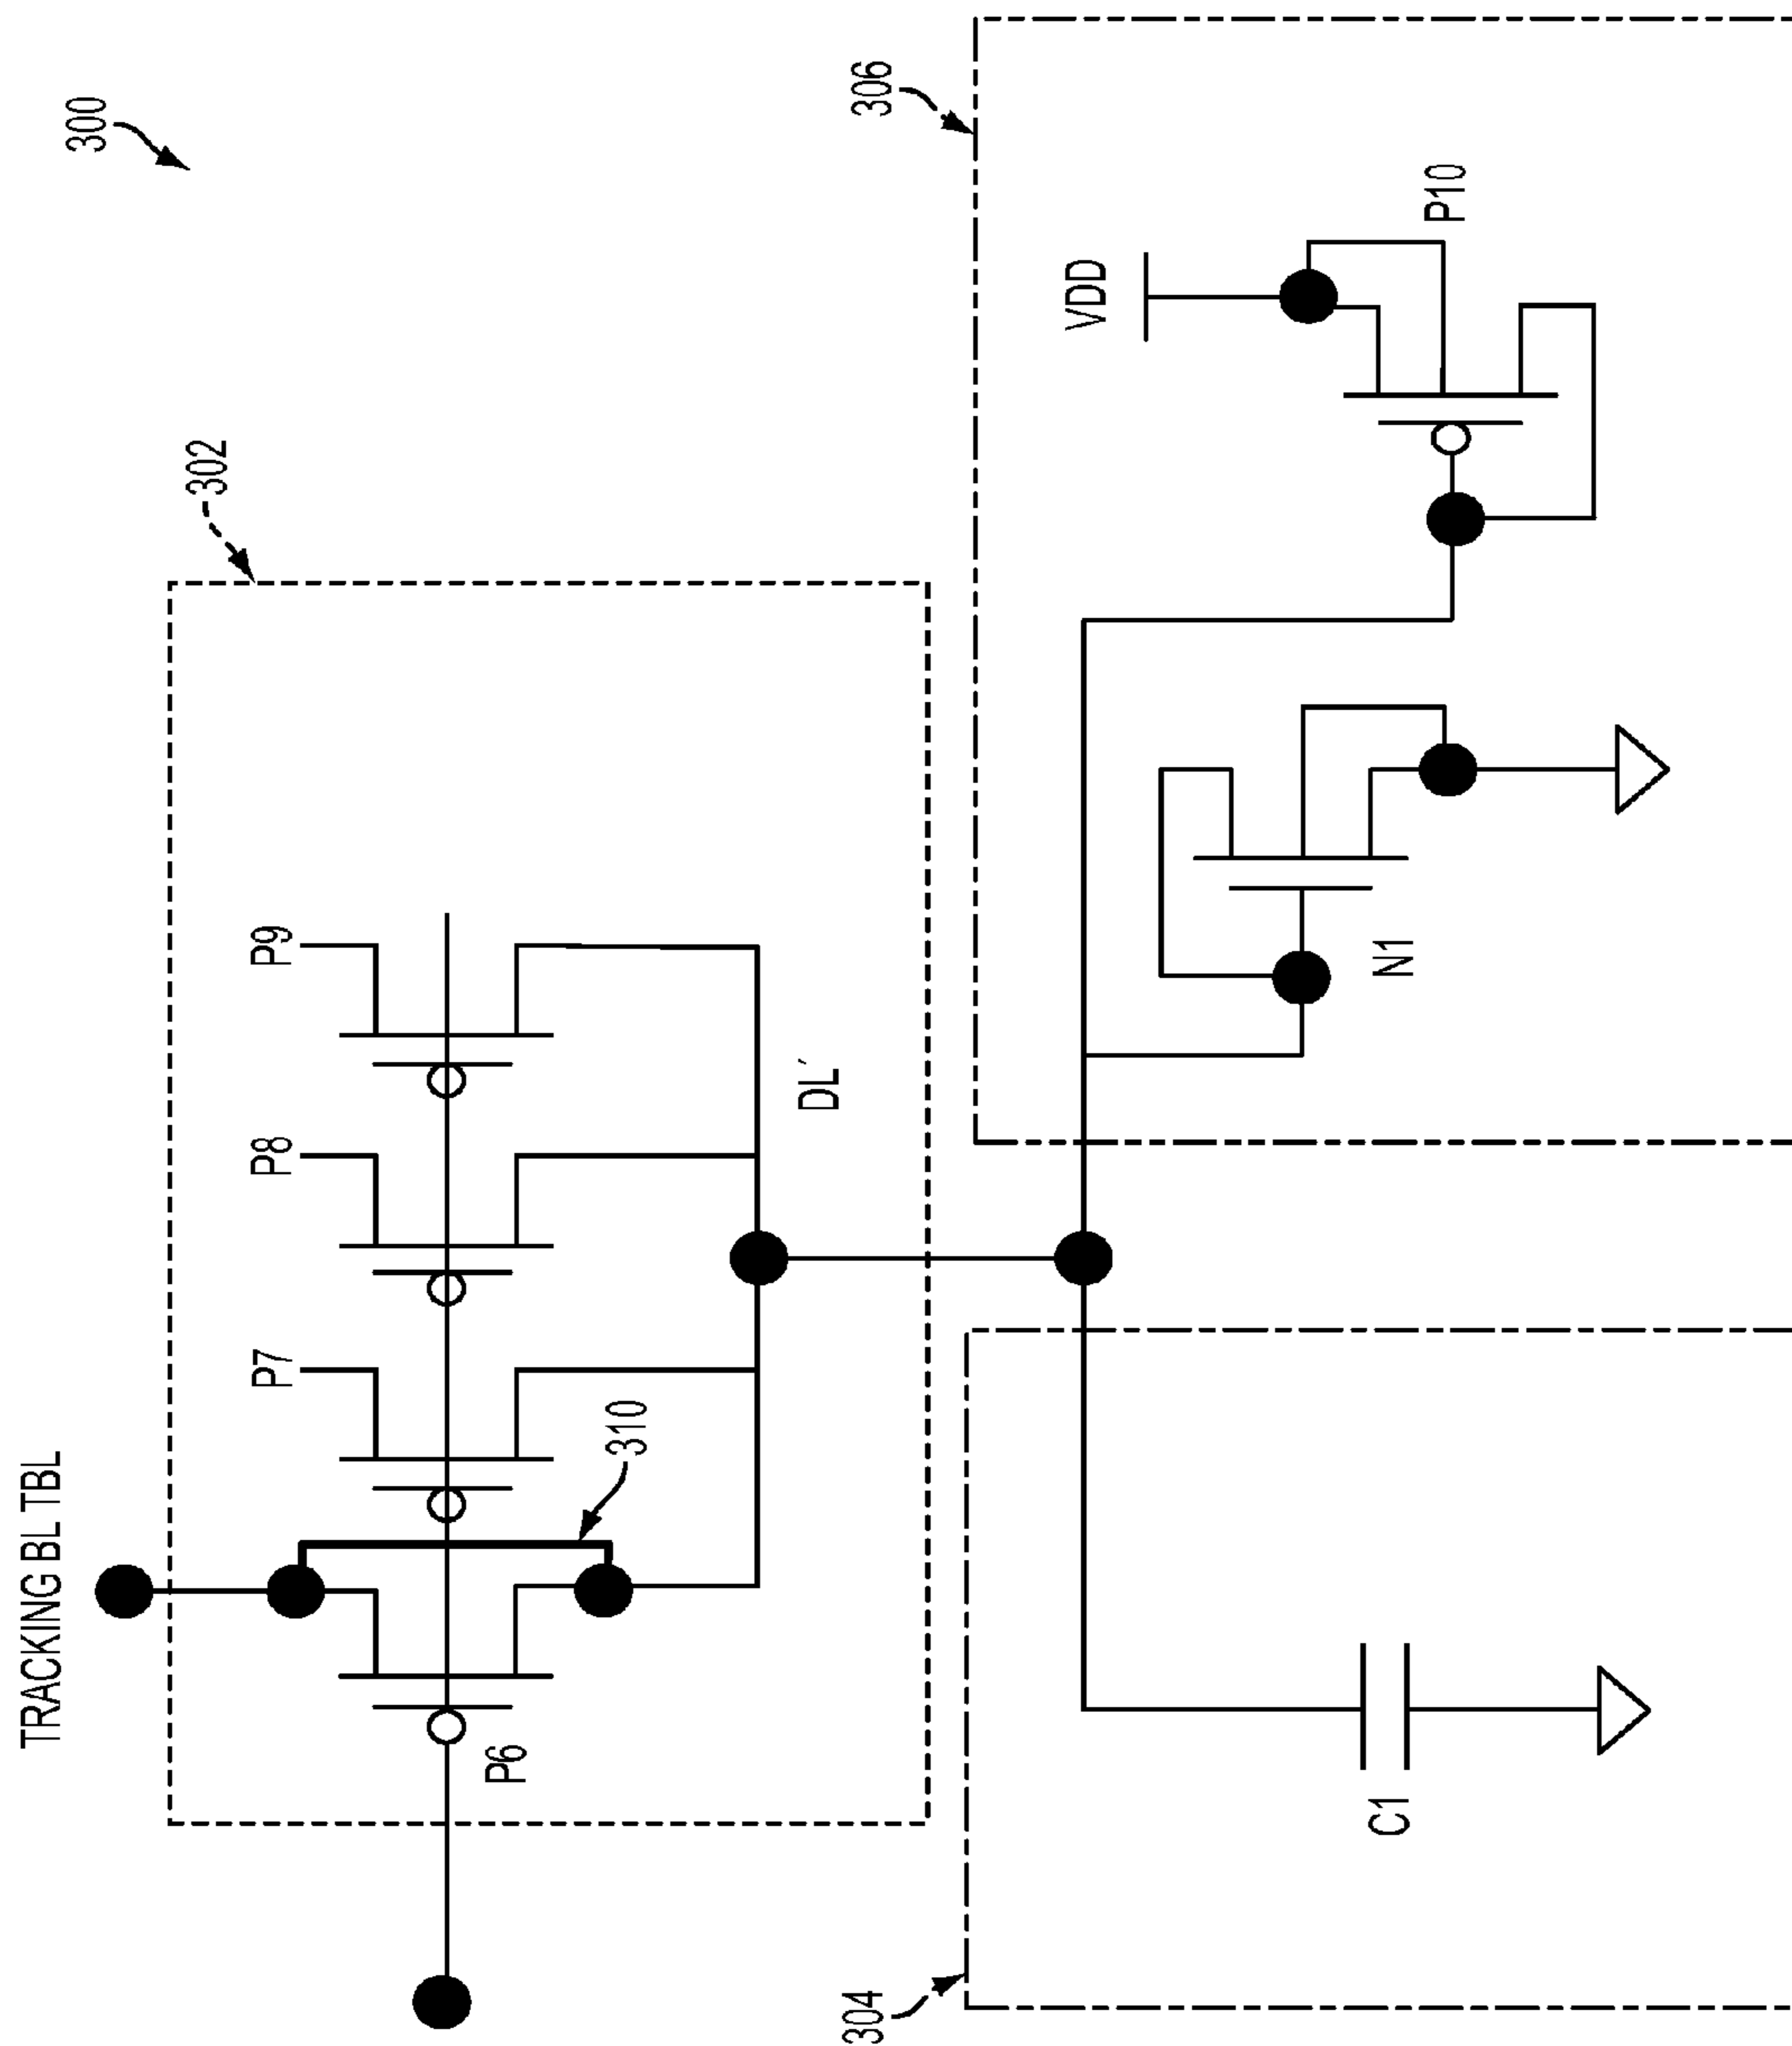 300
TRACKING BL TBL
302
P6
P7
P8
P9
310
DL´
304
306
C1
N1
VDD
P10